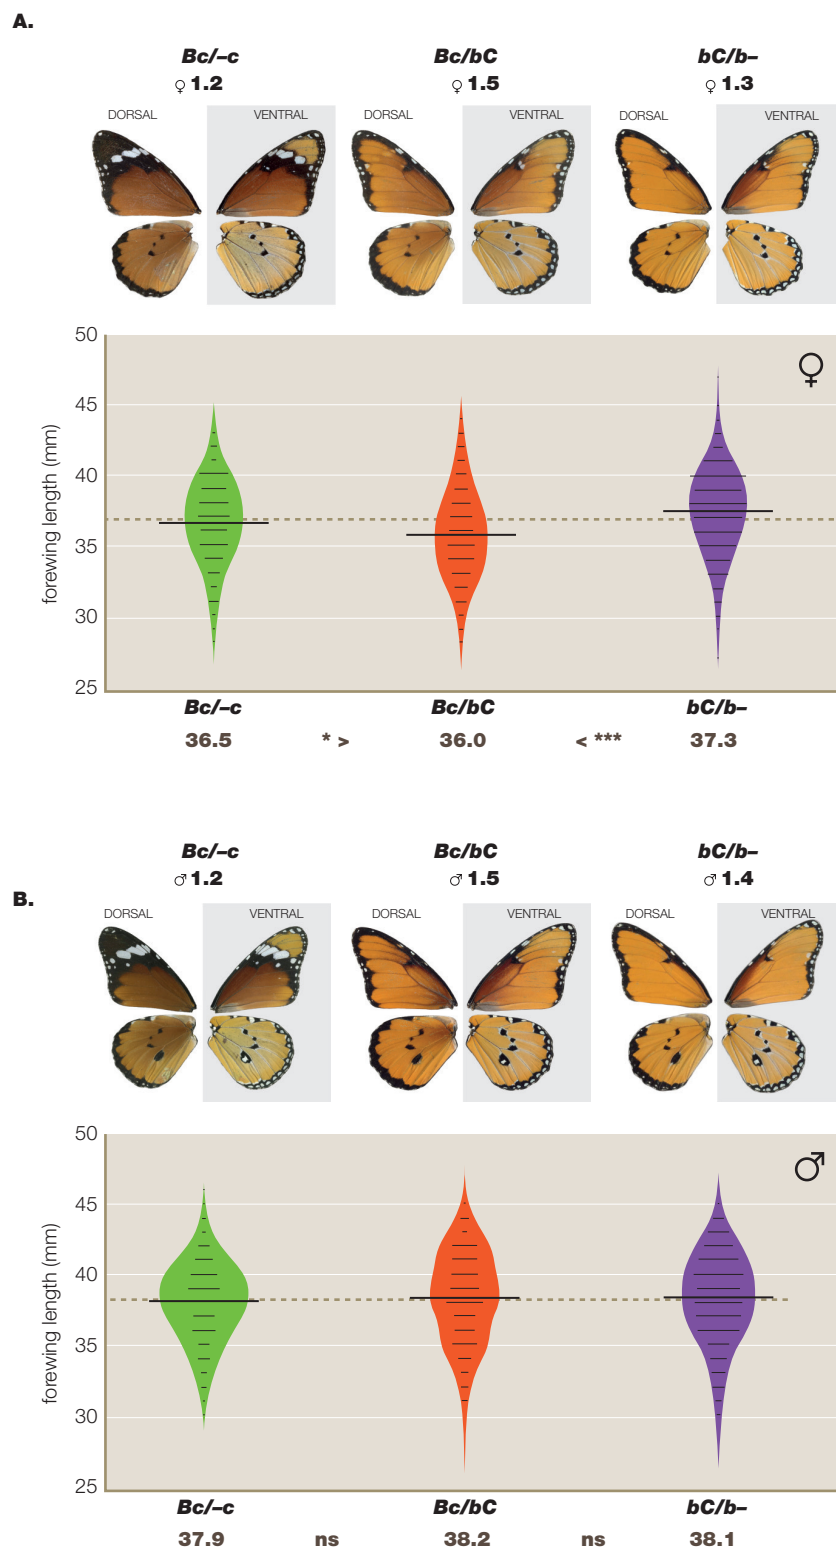 A.
Bc/–c Bc/bC bC/b–
♀ 1.2 ♀ 1.5 ♀ 1.3
DORSAL VENTRAL DORSAL VENTRAL DORSAL VENTRAL
50
♀
45
40
35
30
25
forewing length (mm)
Bc/–c Bc/bC bC/b–
36.5 * > 36.0 < *** 37.3
Bc/–c Bc/bC bC/b–
♂ 1.2 ♂ 1.5 ♂ 1.4
B.
DORSAL VENTRAL DORSAL VENTRAL DORSAL VENTRAL
50
♂
45
40
35
30
25
forewing length (mm)
Bc/–c Bc/bC bC/b–
37.9 ns 38.2 ns 38.1